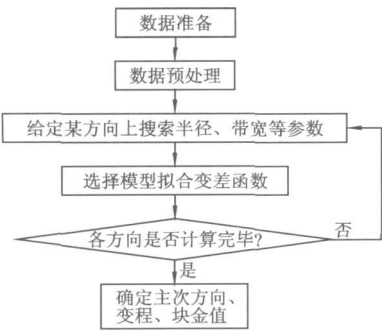 数据准备
数据预处理
给定某方向上搜索半径、带宽等参数
选择模型拟合变差函数
各方向是否计算完毕?
否
是
确定主次方向、
变程、块金值